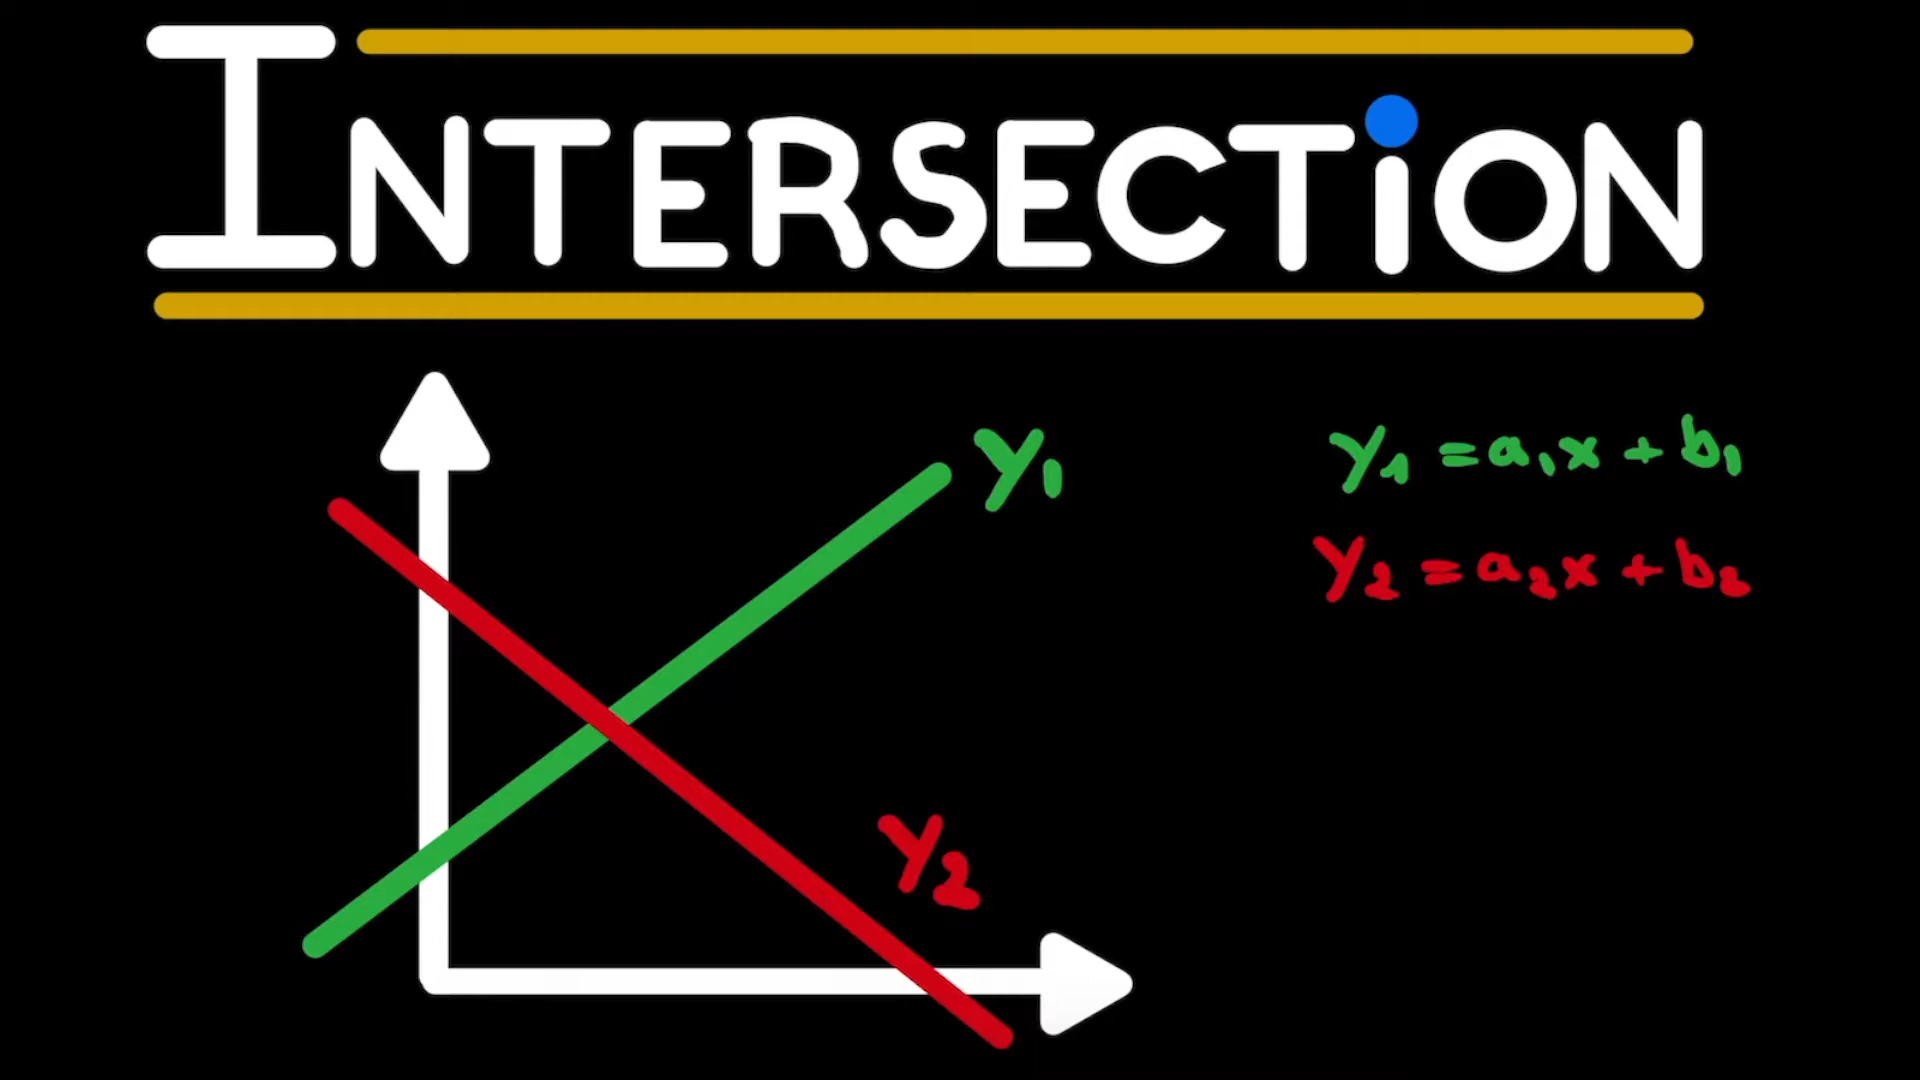 INTERSECTiON
y₁
y₁ = a₁x + b₁
y₂ = a₂x + b₂
y₂